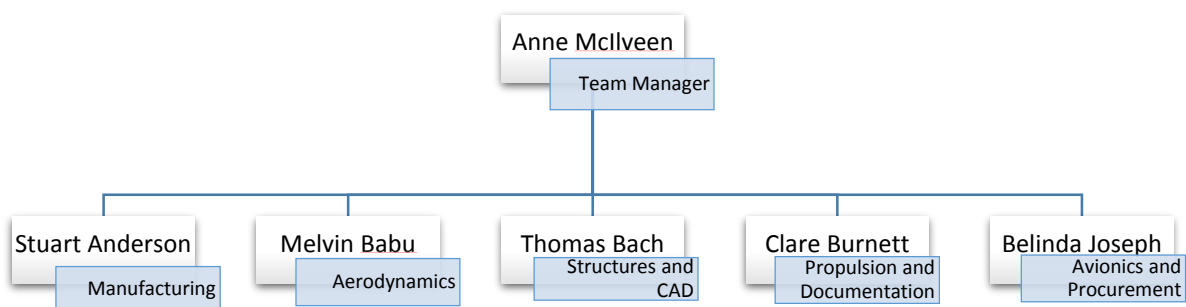 Anne McIlveen
Team Manager
Stuart Anderson
Manufacturing
Melvin Babu
Aerodynamics
Thomas Bach
Structures and
CAD
Clare Burnett
Propulsion and
Documentation
Belinda Joseph
Avionics and
Procurement